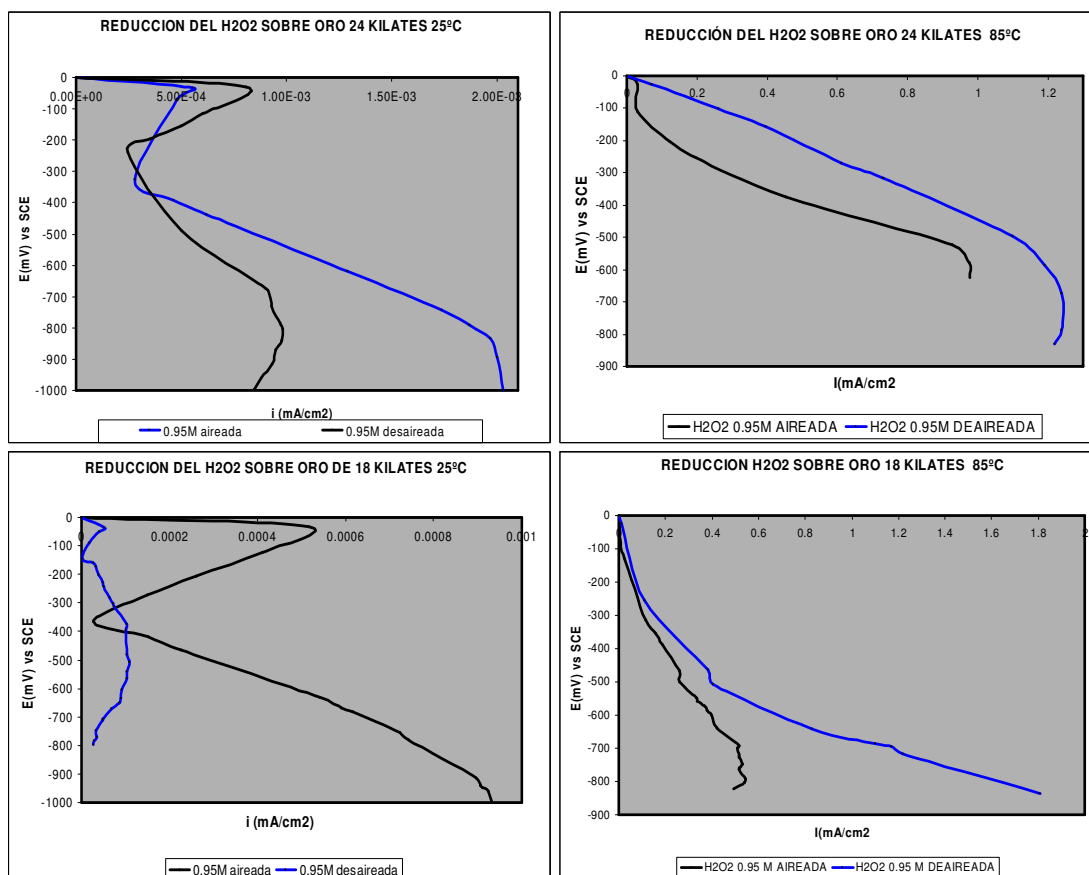 REDUCCION DEL H2O2 SOBRE ORO 24 KILATES 25ºC
0
-100
-200
-300
-400
-500
-600
-700
-800
-900
-1000
0.00E+00 5.00E-04 1.00E-03 1.50E-03 2.00E-03
E(mV) vs SCE
i (mA/cm2)
0.95M aireada 0.95M desaireada
REDUCCIÓN DEL H2O2 SOBRE ORO 24 KILATES 85ºC
0
-100
-200
-300
-400
-500
-600
-700
-800
-900
0 0.2 0.4 0.6 0.8 1 1.2
E(mV) vs SCE
I(mA/cm2
H2O2 0.95M AIREADA H2O2 0.95M DEAIREADA
REDUCCION DEL H2O2 SOBRE ORO DE 18 KILATES 25ºC
0
-100
-200
-300
-400
-500
-600
-700
-800
-900
-1000
0 0.0002 0.0004 0.0006 0.0008 0.001
E(mV) vs SCE
i (mA/cm2)
0.95M aireada 0.95M desaireada
REDUCCION H2O2 SOBRE ORO 18 KILATES 85ºC
0
-100
-200
-300
-400
-500
-600
-700
-800
-900
0 0.2 0.4 0.6 0.8 1 1.2 1.4 1.6 1.8 2
E(mV) vs SCE
I(mA/cm2
H2O2 0.95 M AIREADA H2O2 0.95 M DEAIREADA